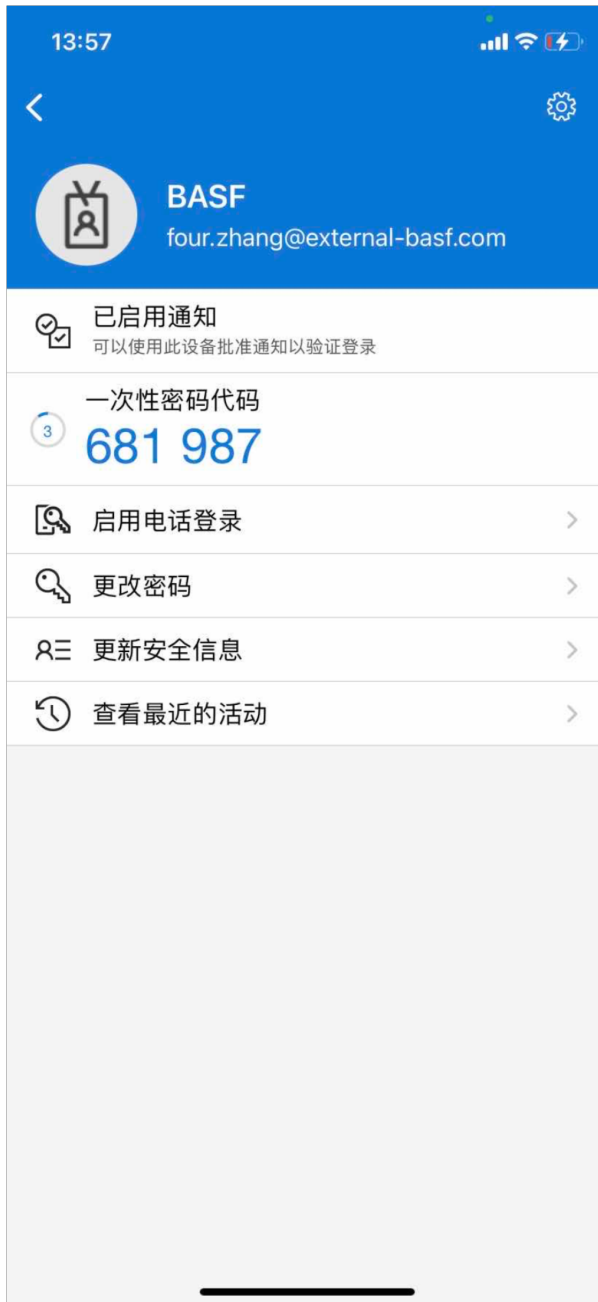 13:57
BASF
four.zhang@external-basf.com
已启用通知
可以使用此设备批准通知以验证登录
一次性密码代码
3
681 987
启用电话登录
更改密码
更新安全信息
查看最近的活动